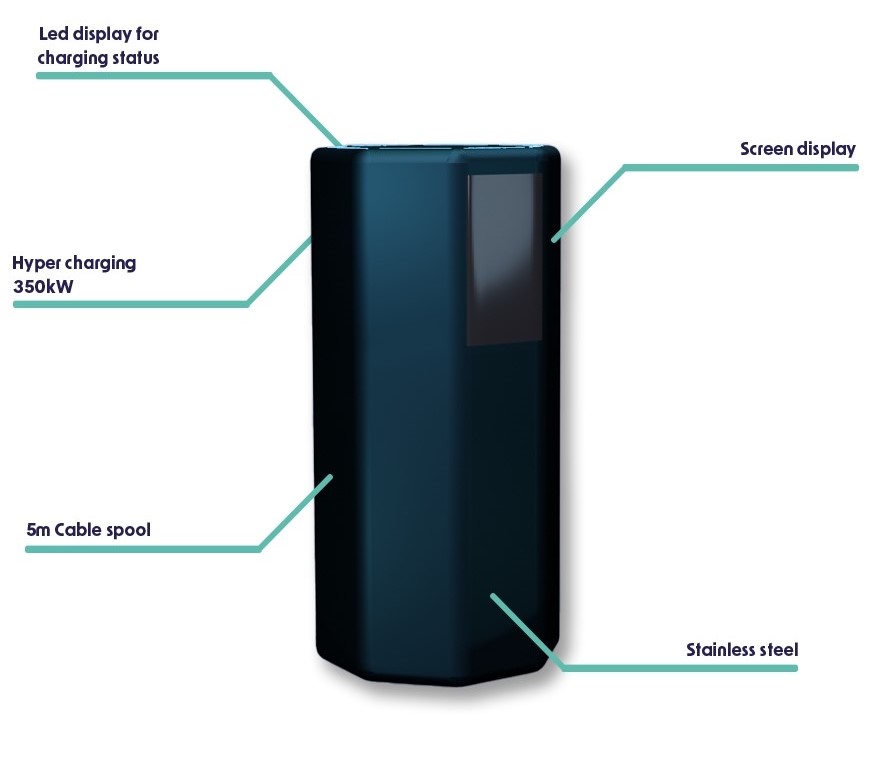 Led display for
charging status
Screen display
Hyper charging
350kW
5m Cable spool
Stainless steel